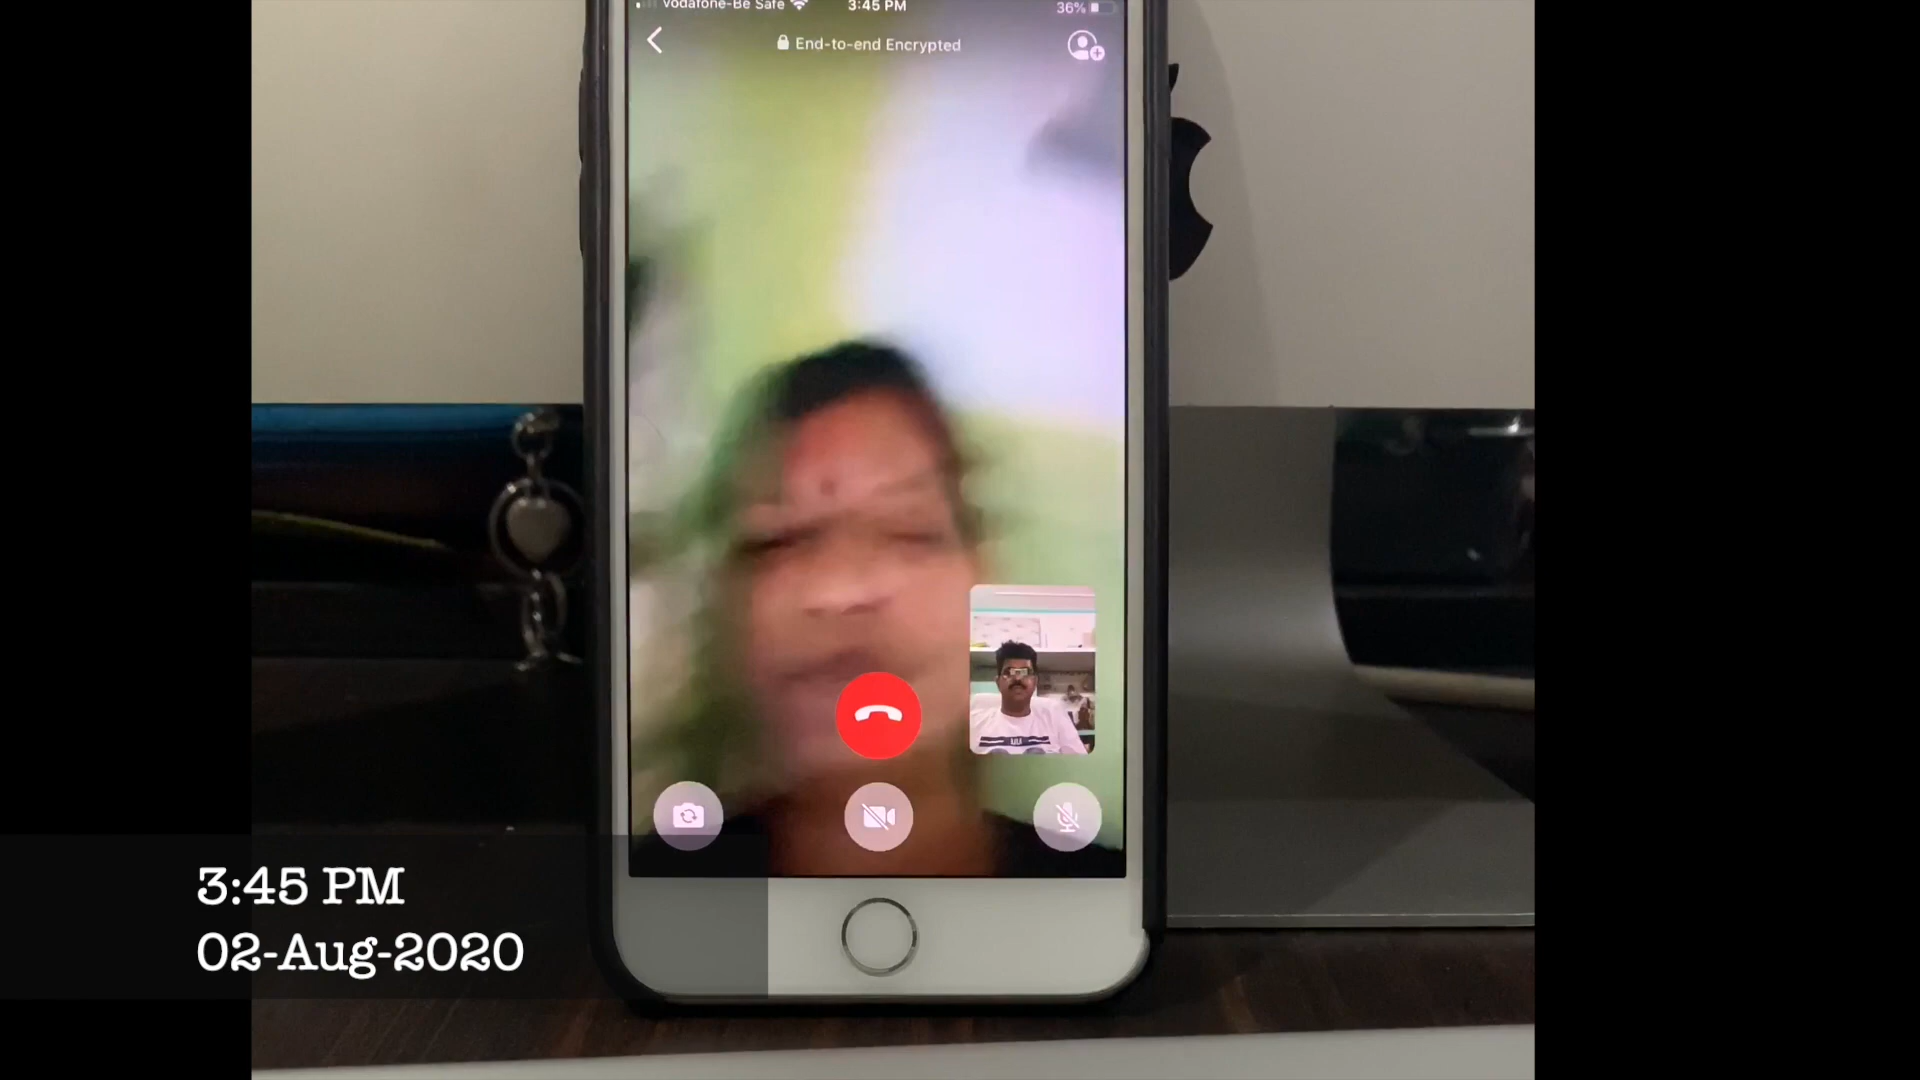 Vodafone-Be Safe 3:45 PM 36%
End-to-end Encrypted
3:45 PM
02-Aug-2020